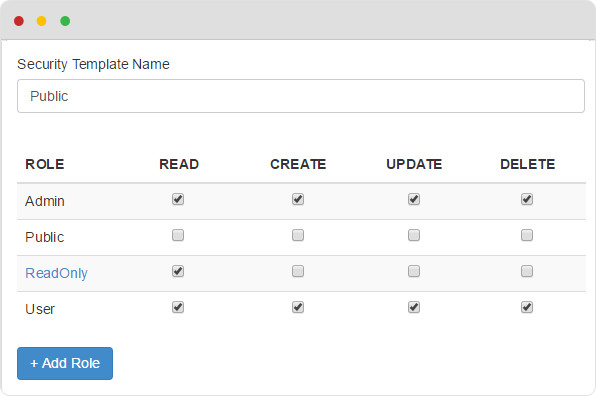 Security Template Name
Public
ROLE READ CREATE UPDATE DELETE
Admin
Public
ReadOnly
User
+ Add Role